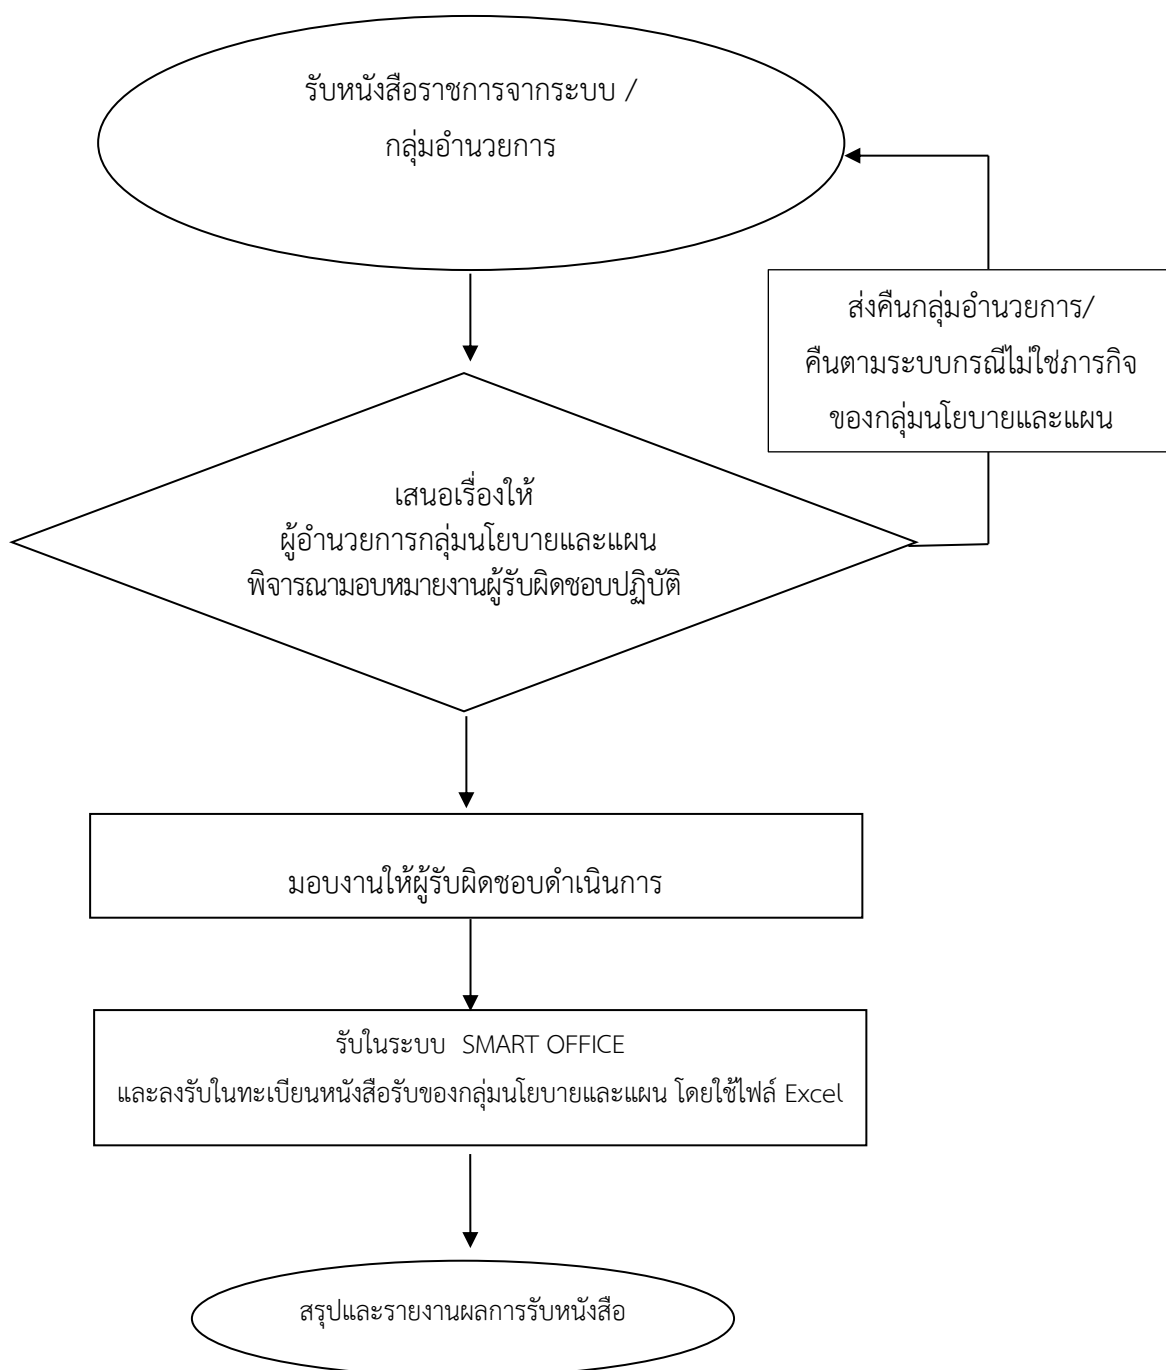 รับหนังสือราชการจากระบบ /
กลุ่มอำนวยการ
ส่งคืนกลุ่มอำนวยการ/
คืนตามระบบกรณีไม่ใช่ภารกิจ
ของกลุ่มนโยบายและแผน
เสนอเรื่องให้
ผู้อำนวยการกลุ่มนโยบายและแผน
พิจารณามอบหมายงานผู้รับผิดชอบปฏิบัติ
มอบงานให้ผู้รับผิดชอบดำเนินการ
รับในระบบ SMART OFFICE
และลงรับในทะเบียนหนังสือรับของกลุ่มนโยบายและแผน โดยใช้ไฟล์ Excel
สรุปและรายงานผลการรับหนังสือ